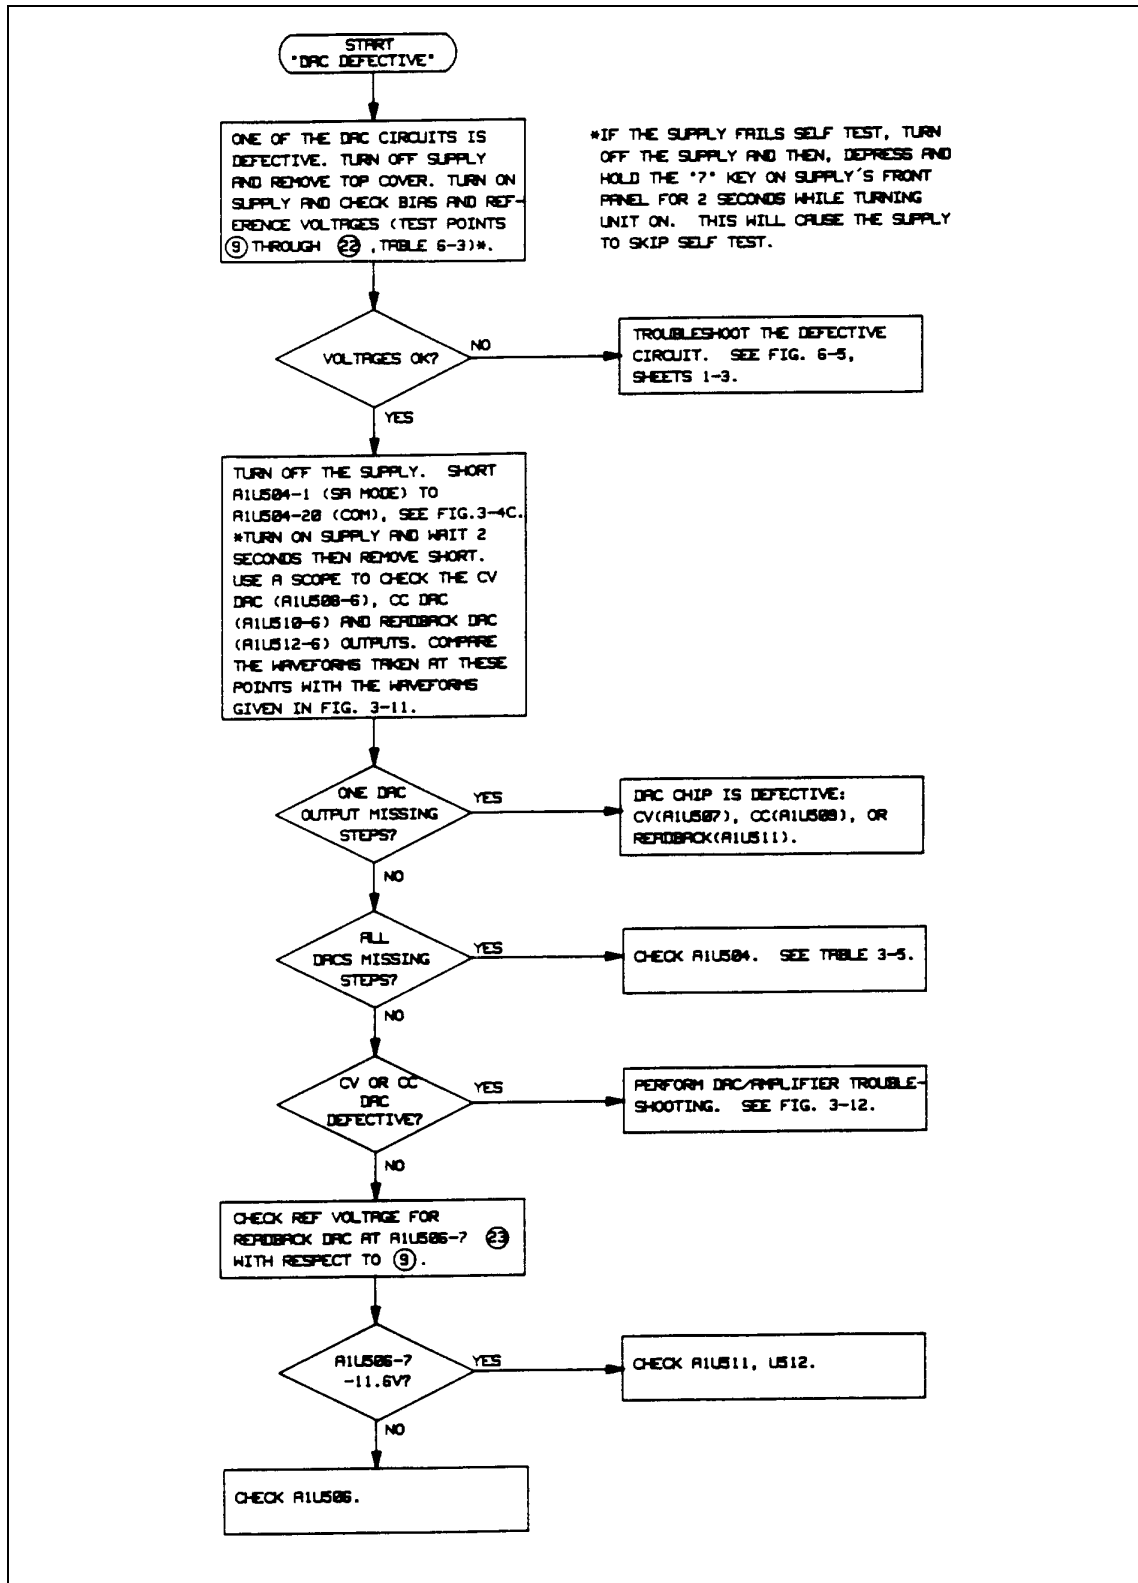 START
"DAC DEFECTIVE"
ONE OF THE DAC CIRCUITS IS
DEFECTIVE. TURN OFF SUPPLY
AND REMOVE TOP COVER. TURN ON
SUPPLY AND CHECK BIAS AND REF-
ERENCE VOLTAGES (TEST POINTS
9 THROUGH 22, TABLE 6-3)*.
*IF THE SUPPLY FAILS SELF TEST, TURN
OFF THE SUPPLY AND THEN, DEPRESS AND
HOLD THE "7" KEY ON SUPPLY'S FRONT
PANEL FOR 2 SECONDS WHILE TURNING
UNIT ON. THIS WILL CAUSE THE SUPPLY
TO SKIP SELF TEST.
VOLTAGES OK?
NO
TROUBLESHOOT THE DEFECTIVE
CIRCUIT. SEE FIG. 6-5,
SHEETS 1-3.
YES
TURN OFF THE SUPPLY. SHORT
A1U504-1 (SA MODE) TO
A1U504-20 (COM), SEE FIG.3-4C.
*TURN ON SUPPLY AND WAIT 2
SECONDS THEN REMOVE SHORT.
USE A SCOPE TO CHECK THE CV
DAC (A1U508-6), CC DAC
(A1U510-6) AND READBACK DAC
(A1U512-6) OUTPUTS. COMPARE
THE WAVEFORMS TAKEN AT THESE
POINTS WITH THE WAVEFORMS
GIVEN IN FIG. 3-11.
ONE DAC
OUTPUT MISSING
STEPS?
YES
DAC CHIP IS DEFECTIVE:
CV(A1U507), CC(A1U509), OR
READBACK(A1U511).
NO
ALL
DACS MISSING
STEPS?
YES
CHECK A1U504. SEE TABLE 3-5.
NO
CV OR CC
DAC
DEFECTIVE?
YES
PERFORM DAC/AMPLIFIER TROUBLE-
SHOOTING. SEE FIG. 3-12.
NO
CHECK REF VOLTAGE FOR
READBACK DAC AT A1U506-7 23
WITH RESPECT TO 9.
A1U506-7
-11.6V?
YES
CHECK A1U511, U512.
NO
CHECK A1U506.